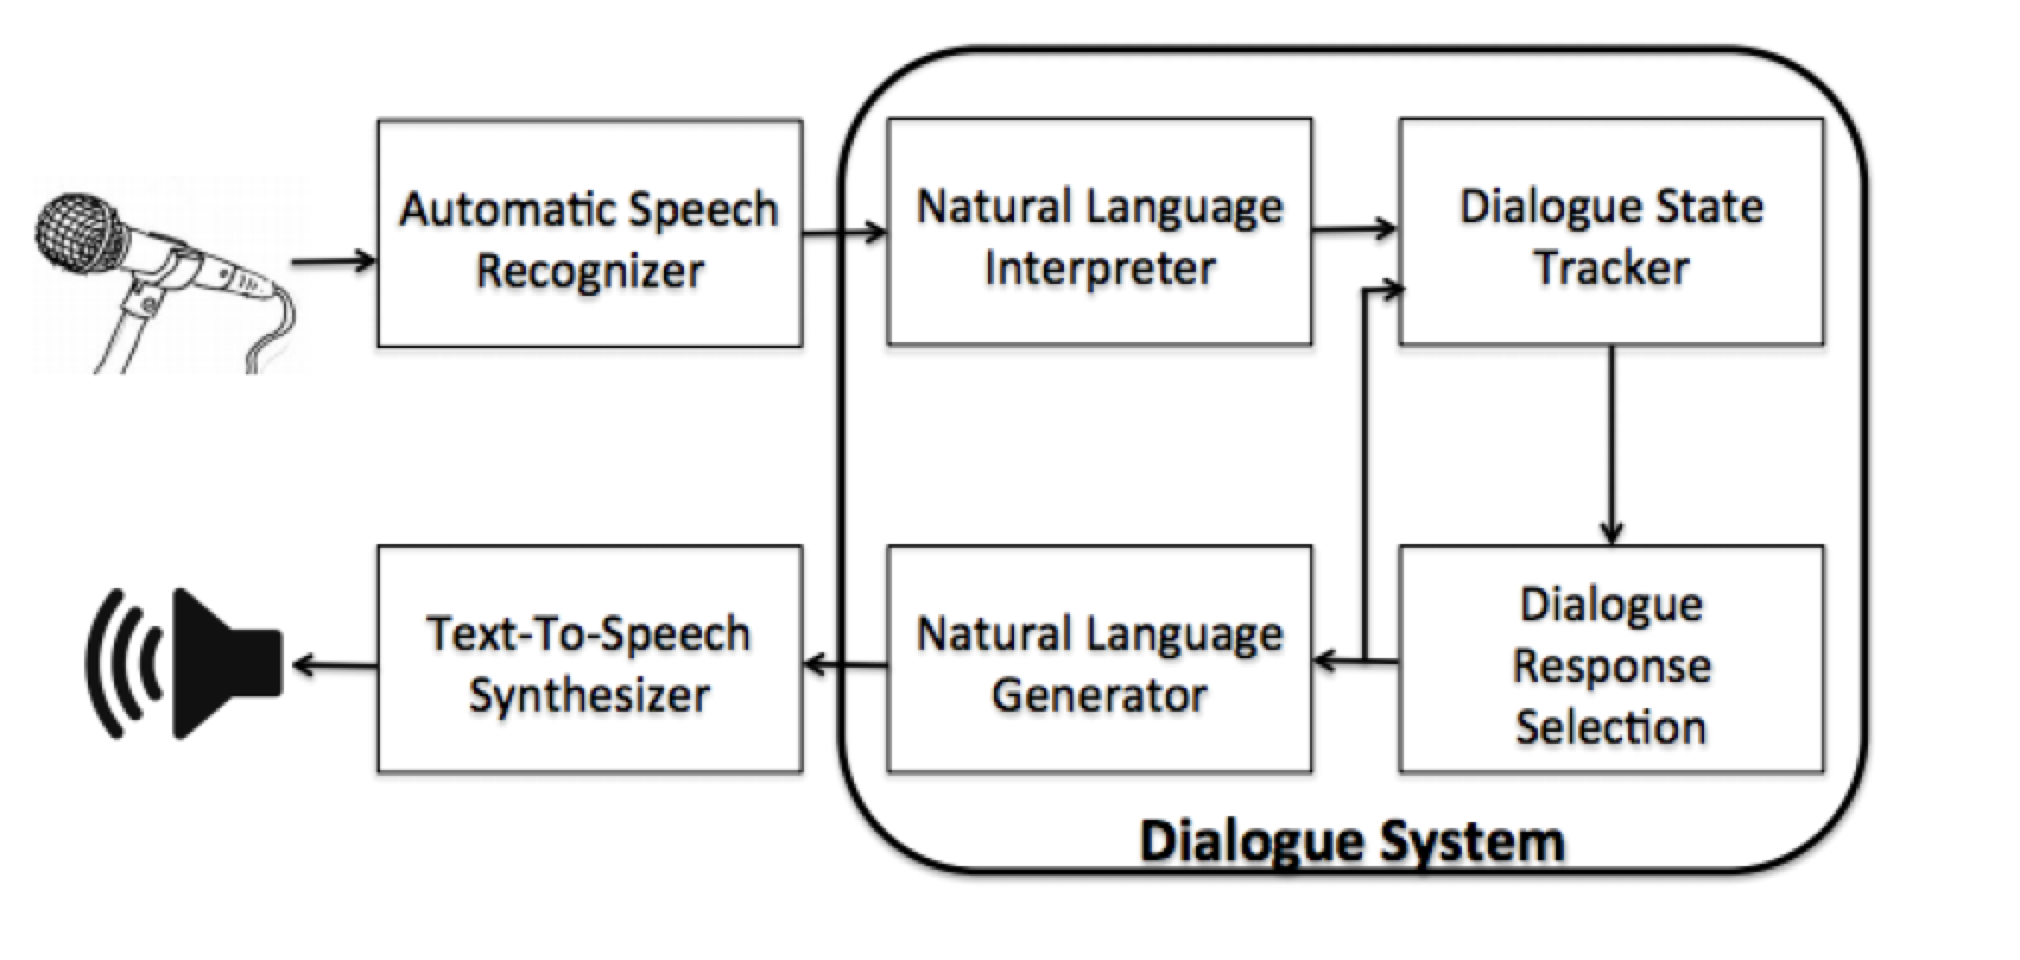 Automatic Speech
Recognizer
Natural Language
Interpreter
Dialogue State
Tracker
Text-To-Speech
Synthesizer
Natural Language
Generator
Dialogue
Response
Selection
Dialogue System